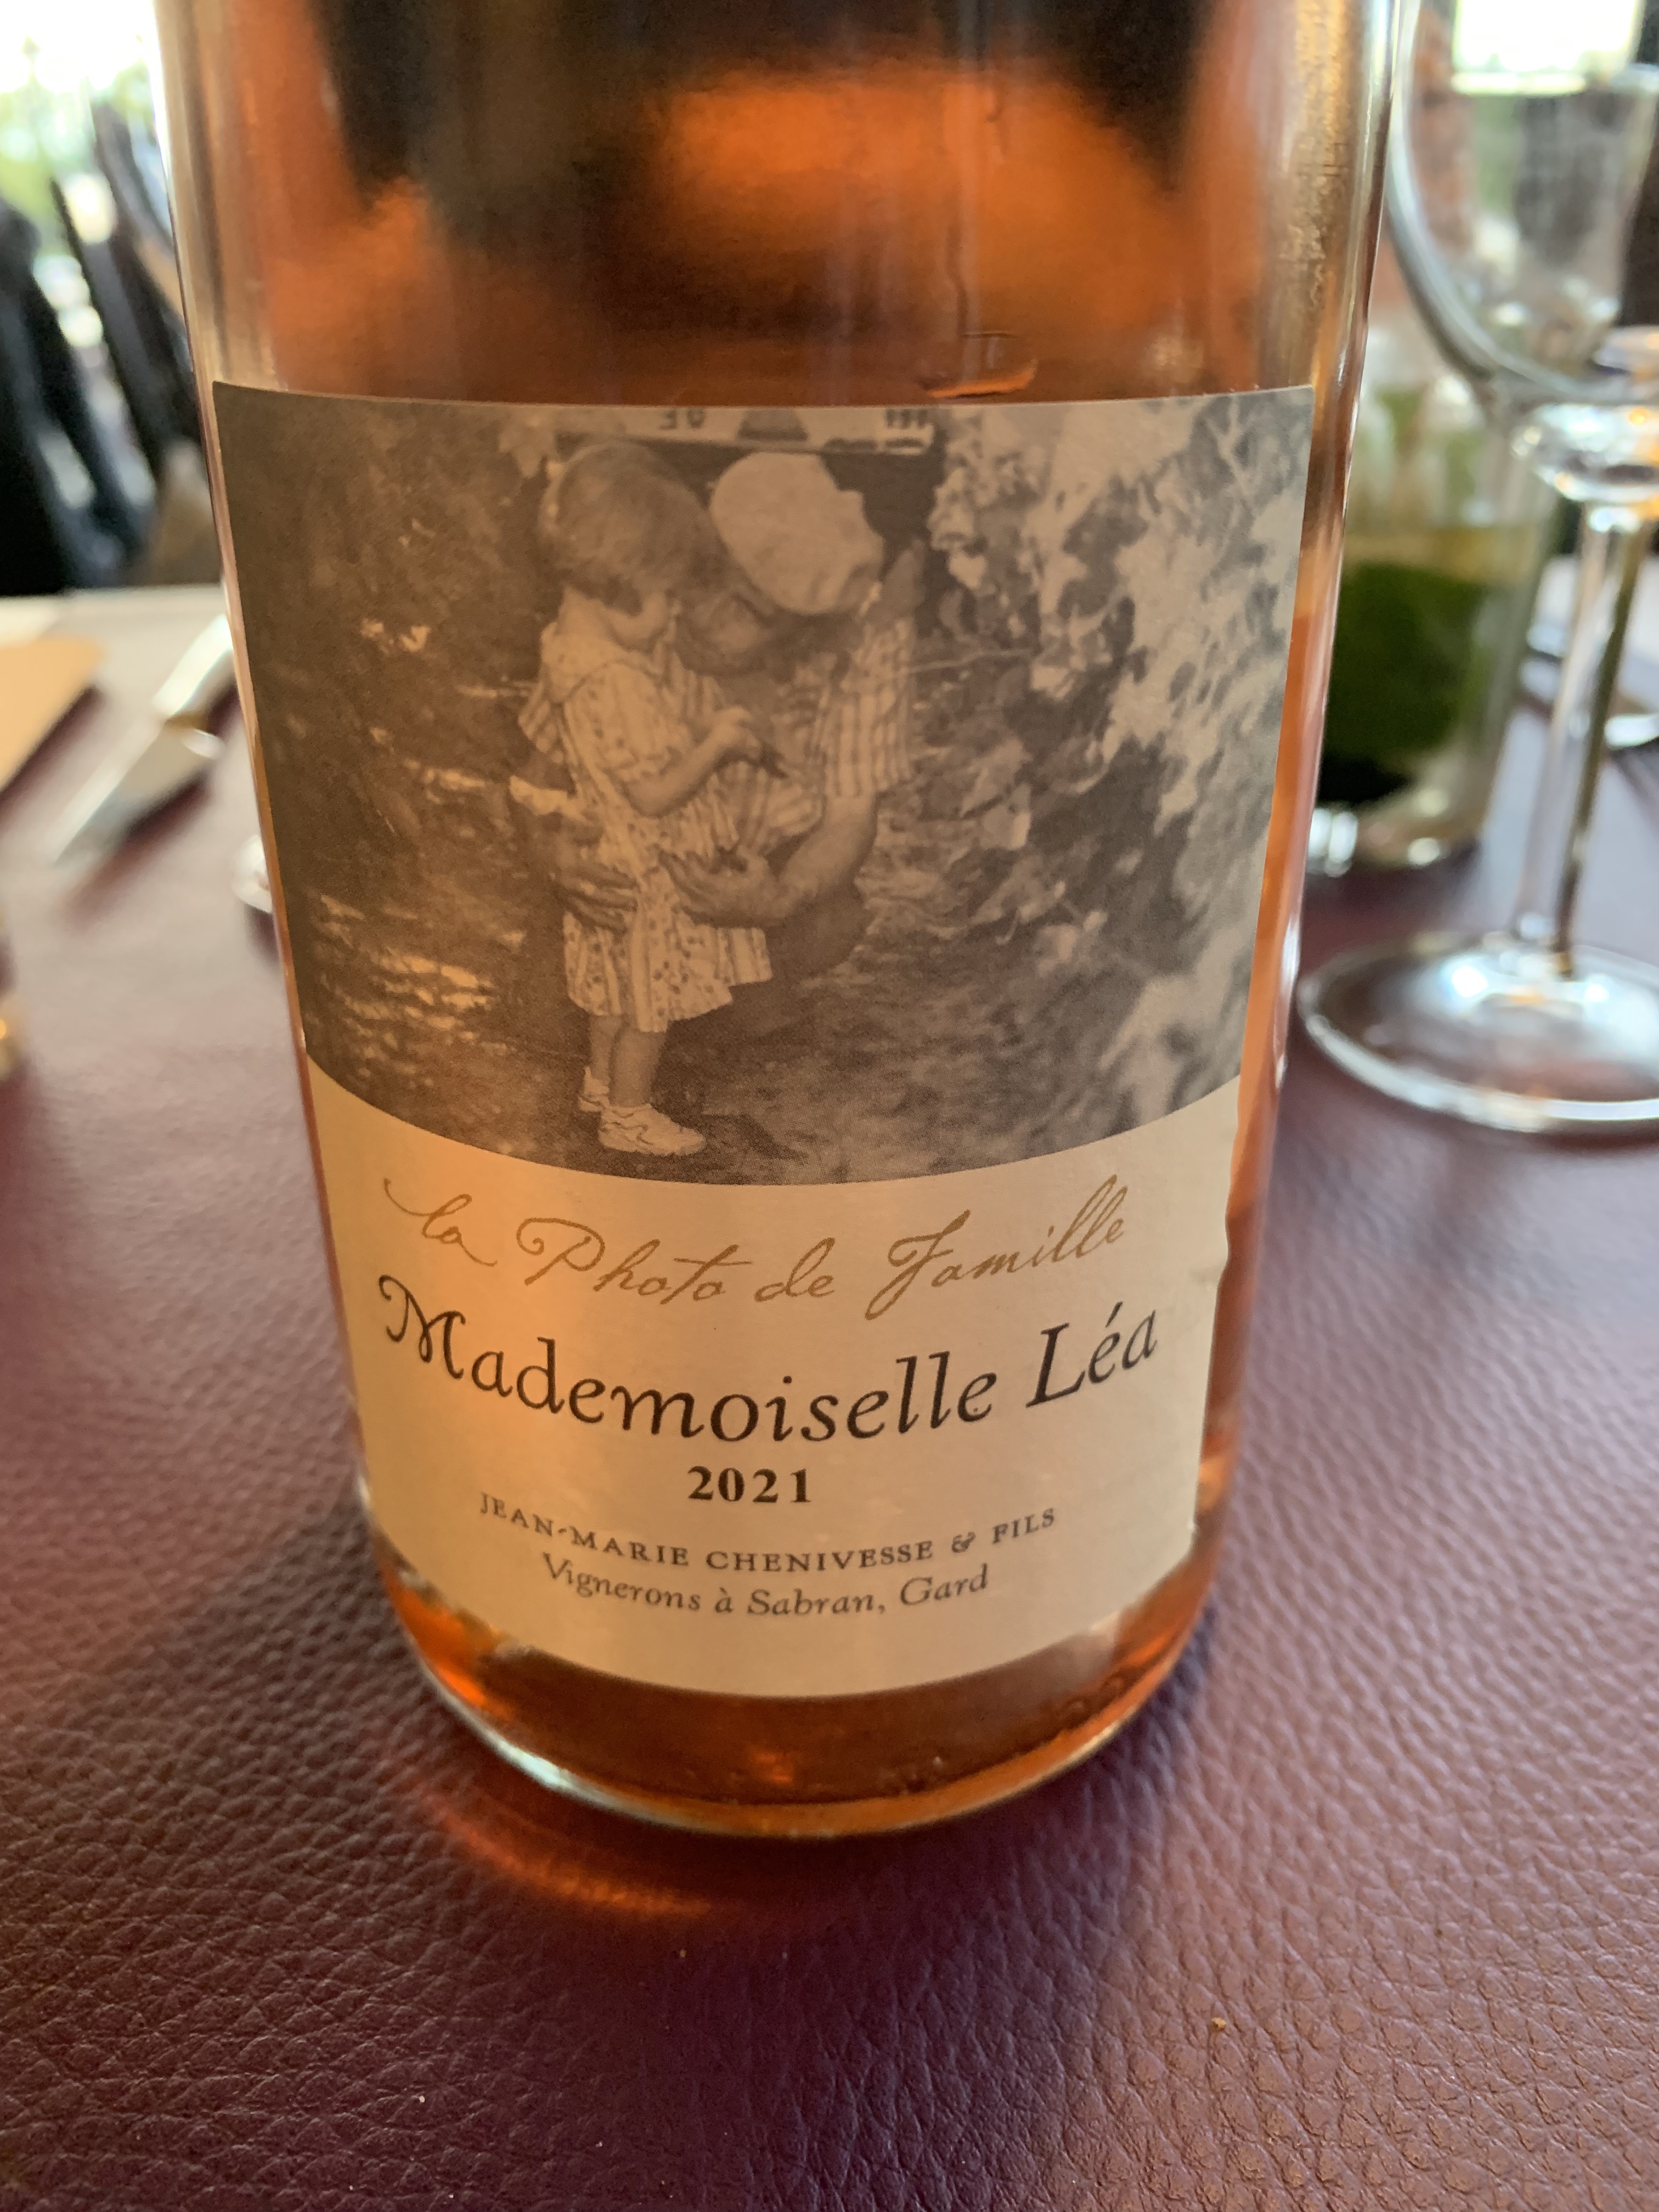 la Photo de Famille
Mademoiselle Léa
2021
JEAN-MARIE CHENIVESSE & FILS
Vignerons à Sabran, Gard